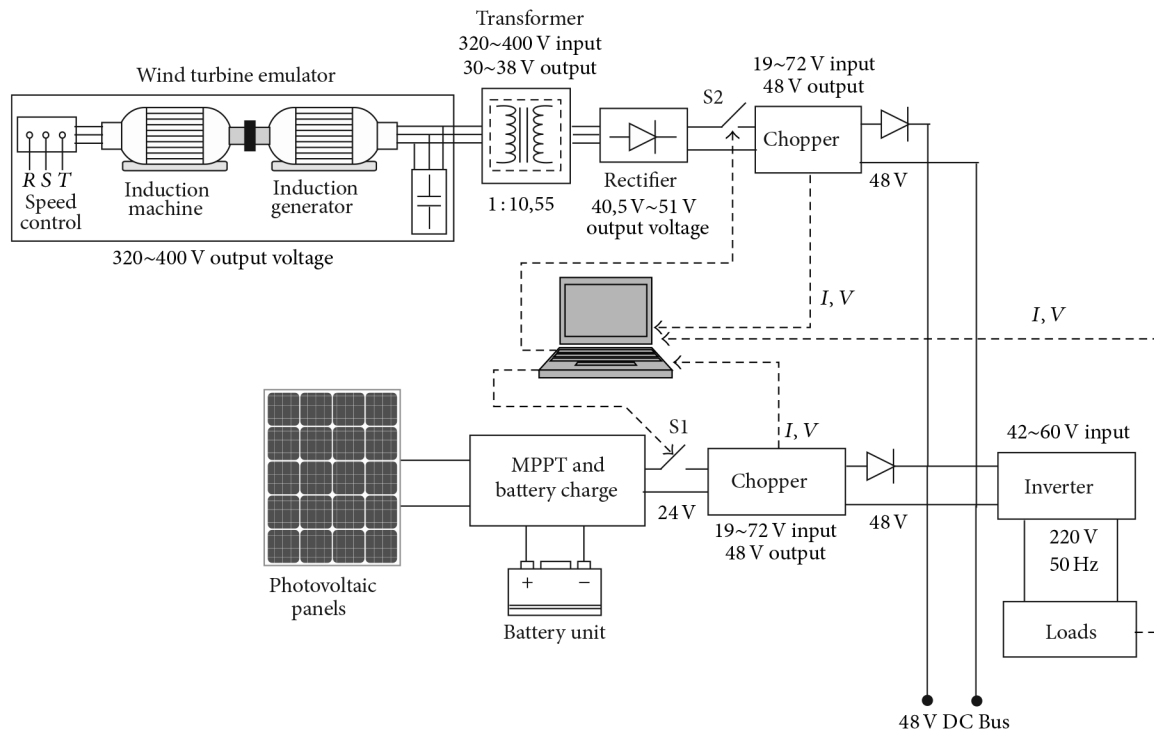 Transformer
320~400 V input
30~38 V output
Wind turbine emulator
19~72 V input
48 V output
S2
Chopper
R S T
Speed
control
Induction
machine
Induction
generator
1 : 10,55
Rectifier
40,5 V~51 V
output voltage
48 V
320~400 V output voltage
I, V
I, V
S1
I, V
42~60 V input
MPPT and
battery charge
Chopper
Inverter
24 V
48 V
19~72 V input
48 V output
220 V
50 Hz
Photovoltaic
panels
+ −
Battery unit
Loads
48 V DC Bus